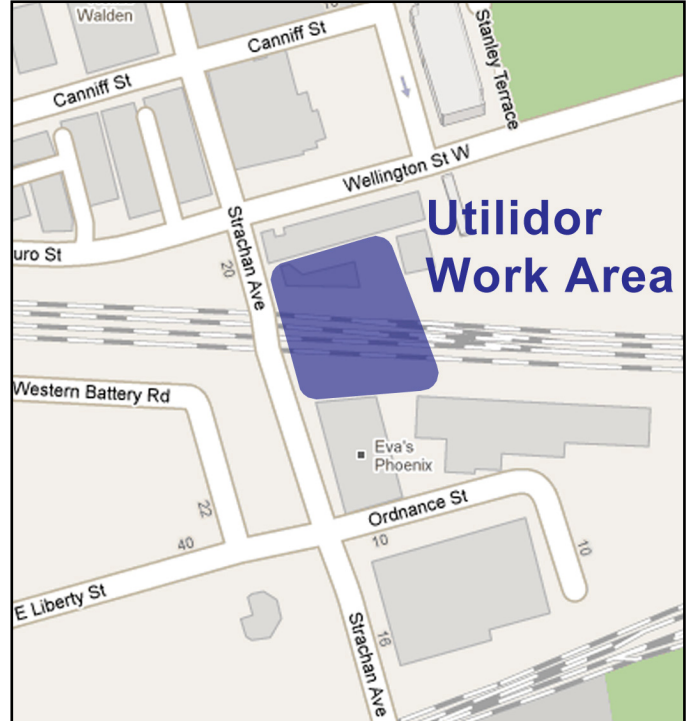 Walden
Canniff St
Canniff St
Stanley Terrace
Wellington St W
Utilidor
Work Area
Strachan Ave
uro St
20
Western Battery Rd
Eva's
Phoenix
22
Ordnance St
40
10
10
E Liberty St
Strachan Ave
16